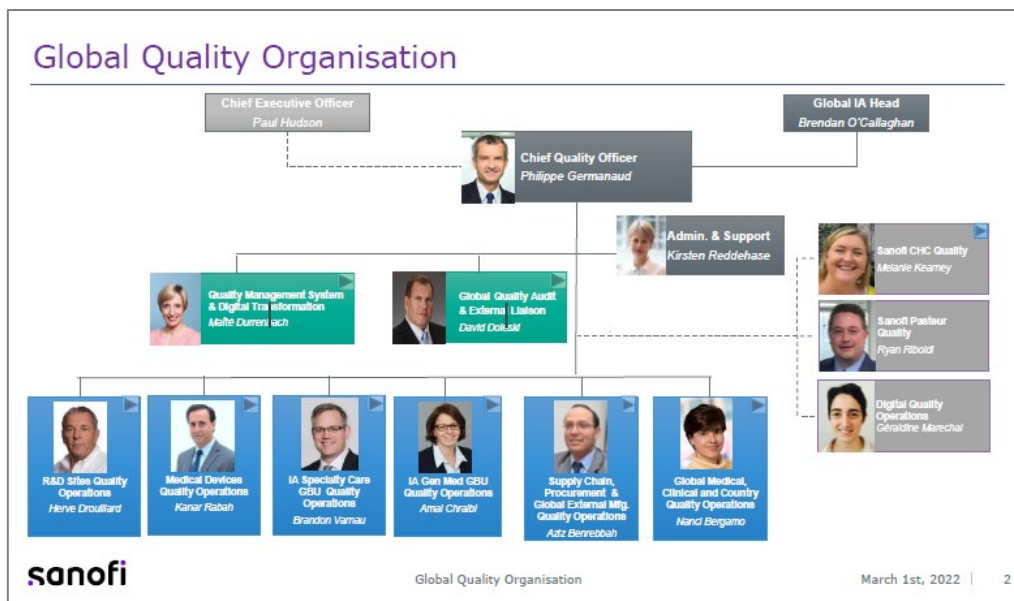 Global Quality Organisation
Chief Executive Officer
Paul Hudson
Global IA Head
Brendan O'Callaghan
Chief Quality Officer
Philippe Germanaud
Admin. & Support
Kirsten Reddehase
Quality Management System
& Digital Transformation
Maïté Durrenbach
Global Quality Audit
& External Liaison
David Doleski
Sanofi CHC Quality
Melanie Kearney
Sanofi Pasteur
Quality
Ryan Riboldi
Digital Quality
Operations
Géraldine Marechal
R&D Sites Quality
Operations
Herve Drouillard
Medical Devices
Quality Operations
Kanar Rabah
IA Specialty Care
GBU Quality
Operations
Brandon Varnau
IA Gen Med GBU
Quality Operations
Amal Chraibi
Supply Chain,
Procurement &
Global External Mfg.
Quality Operations
Aziz Benrebbah
Global Medical,
Clinical and Country
Quality Operations
Nanci Bergamo
sanofi
Global Quality Organisation
March 1st, 2022 | 2